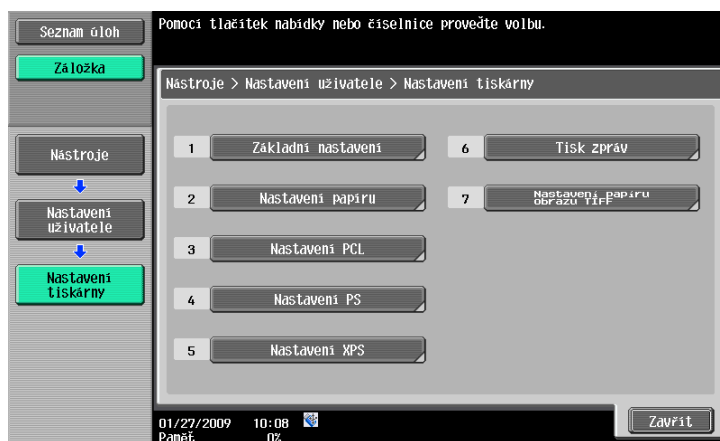 Seznam úloh
Záložka
Pomocí tlačítek nabídky nebo číselnice proveďte volbu.
Nástroje > Nastavení uživatele > Nastavení tiskárny
Nástroje
Nastavení
uživatele
Nastavení
tiskárny
1 Základní nastavení
2 Nastavení papíru
3 Nastavení PCL
4 Nastavení PS
5 Nastavení XPS
6 Tisk zpráv
7 Nastavení papíru
obrazu TIFF
01/27/2009 10:08
Paměť 0%
Zavřít